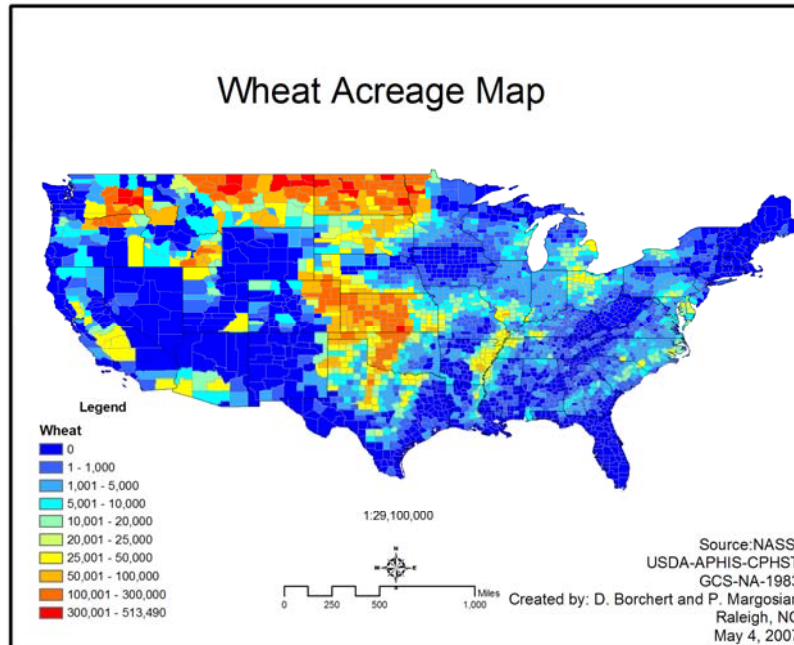 Wheat Acreage Map
Legend
Wheat
0
1 - 1,000
1,001 - 5,000
5,001 - 10,000
10,001 - 20,000
20,001 - 25,000
25,001 - 50,000
50,001 - 100,000
100,001 - 300,000
300,001 - 513,490
1:29,100,000
N
W E
S
Miles
0 250 500 1,000
Source:NASS
USDA-APHIS-CPHST
GCS-NA-1983
Created by: D. Borchert and P. Margosian
Raleigh, NC
May 4, 2007